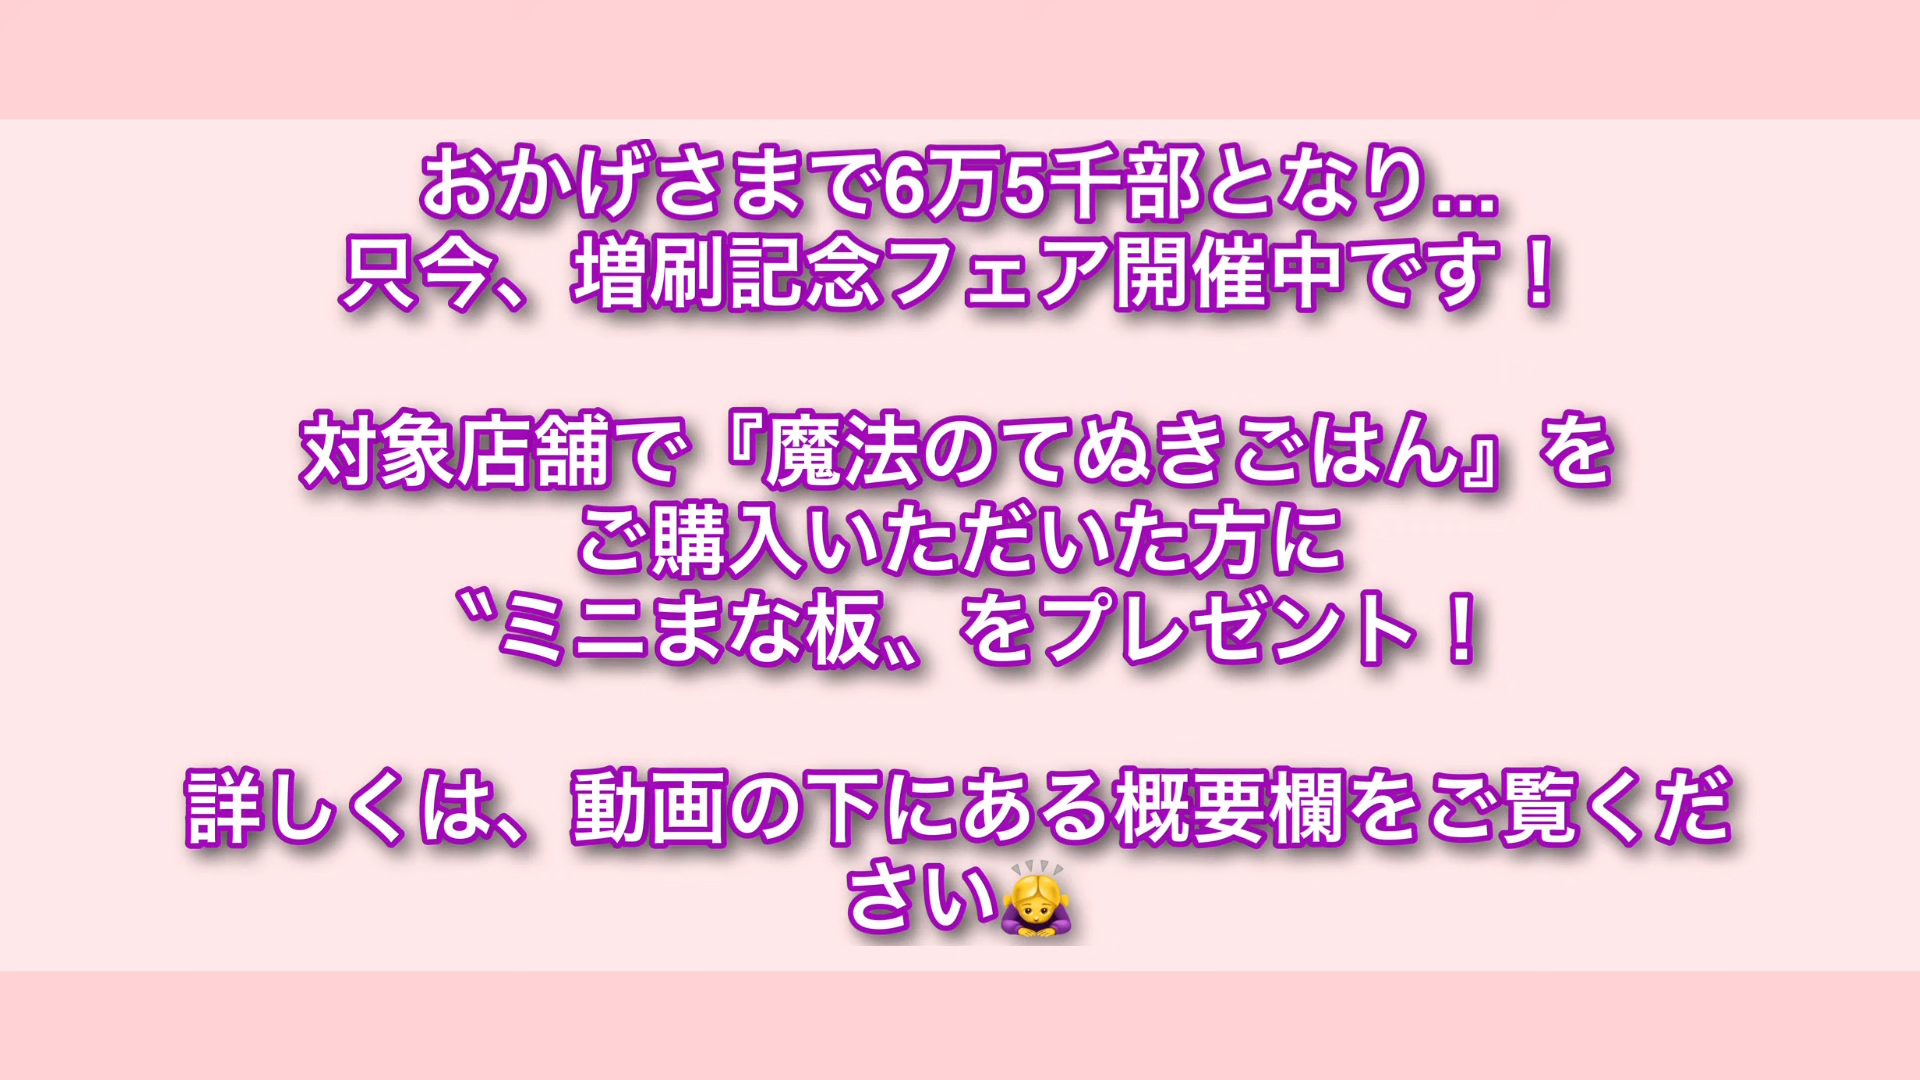 おかげさまで6万5千部となり...
只今、増刷記念フェア開催中です！
対象店舗で『魔法のてぬきごはん』を
ご購入いただいた方に
〝ミニまな板〟をプレゼント！
詳しくは、動画の下にある概要欄をご覧くだ
さい🙇‍♀️